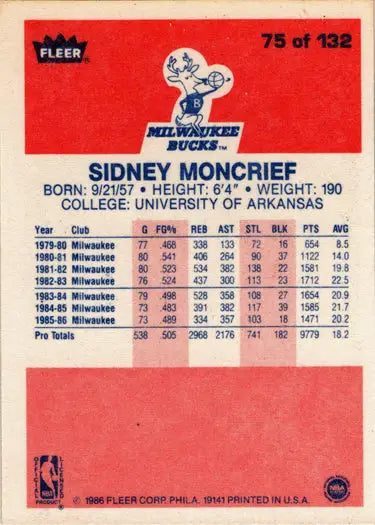 FLEER®
75 of 132
B
MILWAUKEE
BUCKS™
SIDNEY MONCRIEF
BORN: 9/21/57 • HEIGHT: 6'4" • WEIGHT: 190
COLLEGE: UNIVERSITY OF ARKANSAS
Year Club G FG% REB AST STL BLK PTS AVG
1979-80 Milwaukee 77 .468 338 133 72 16 654 8.5
1980-81 Milwaukee 80 .541 406 264 90 37 1122 14.0
1981-82 Milwaukee 80 .523 534 382 138 22 1581 19.8
1982-83 Milwaukee 76 .524 437 300 113 23 1712 22.5
1983-84 Milwaukee 79 .498 528 358 108 27 1654 20.9
1984-85 Milwaukee 73 .483 391 382 117 39 1585 21.7
1985-86 Milwaukee 73 .489 334 357 103 18 1471 20.2
Pro Totals 538 .505 2968 2176 741 182 9779 18.2
OFFICIAL LICENSED
NBA
PRODUCT
NBA
© 1986 FLEER CORP. PHILA. 19141 PRINTED IN U.S.A.